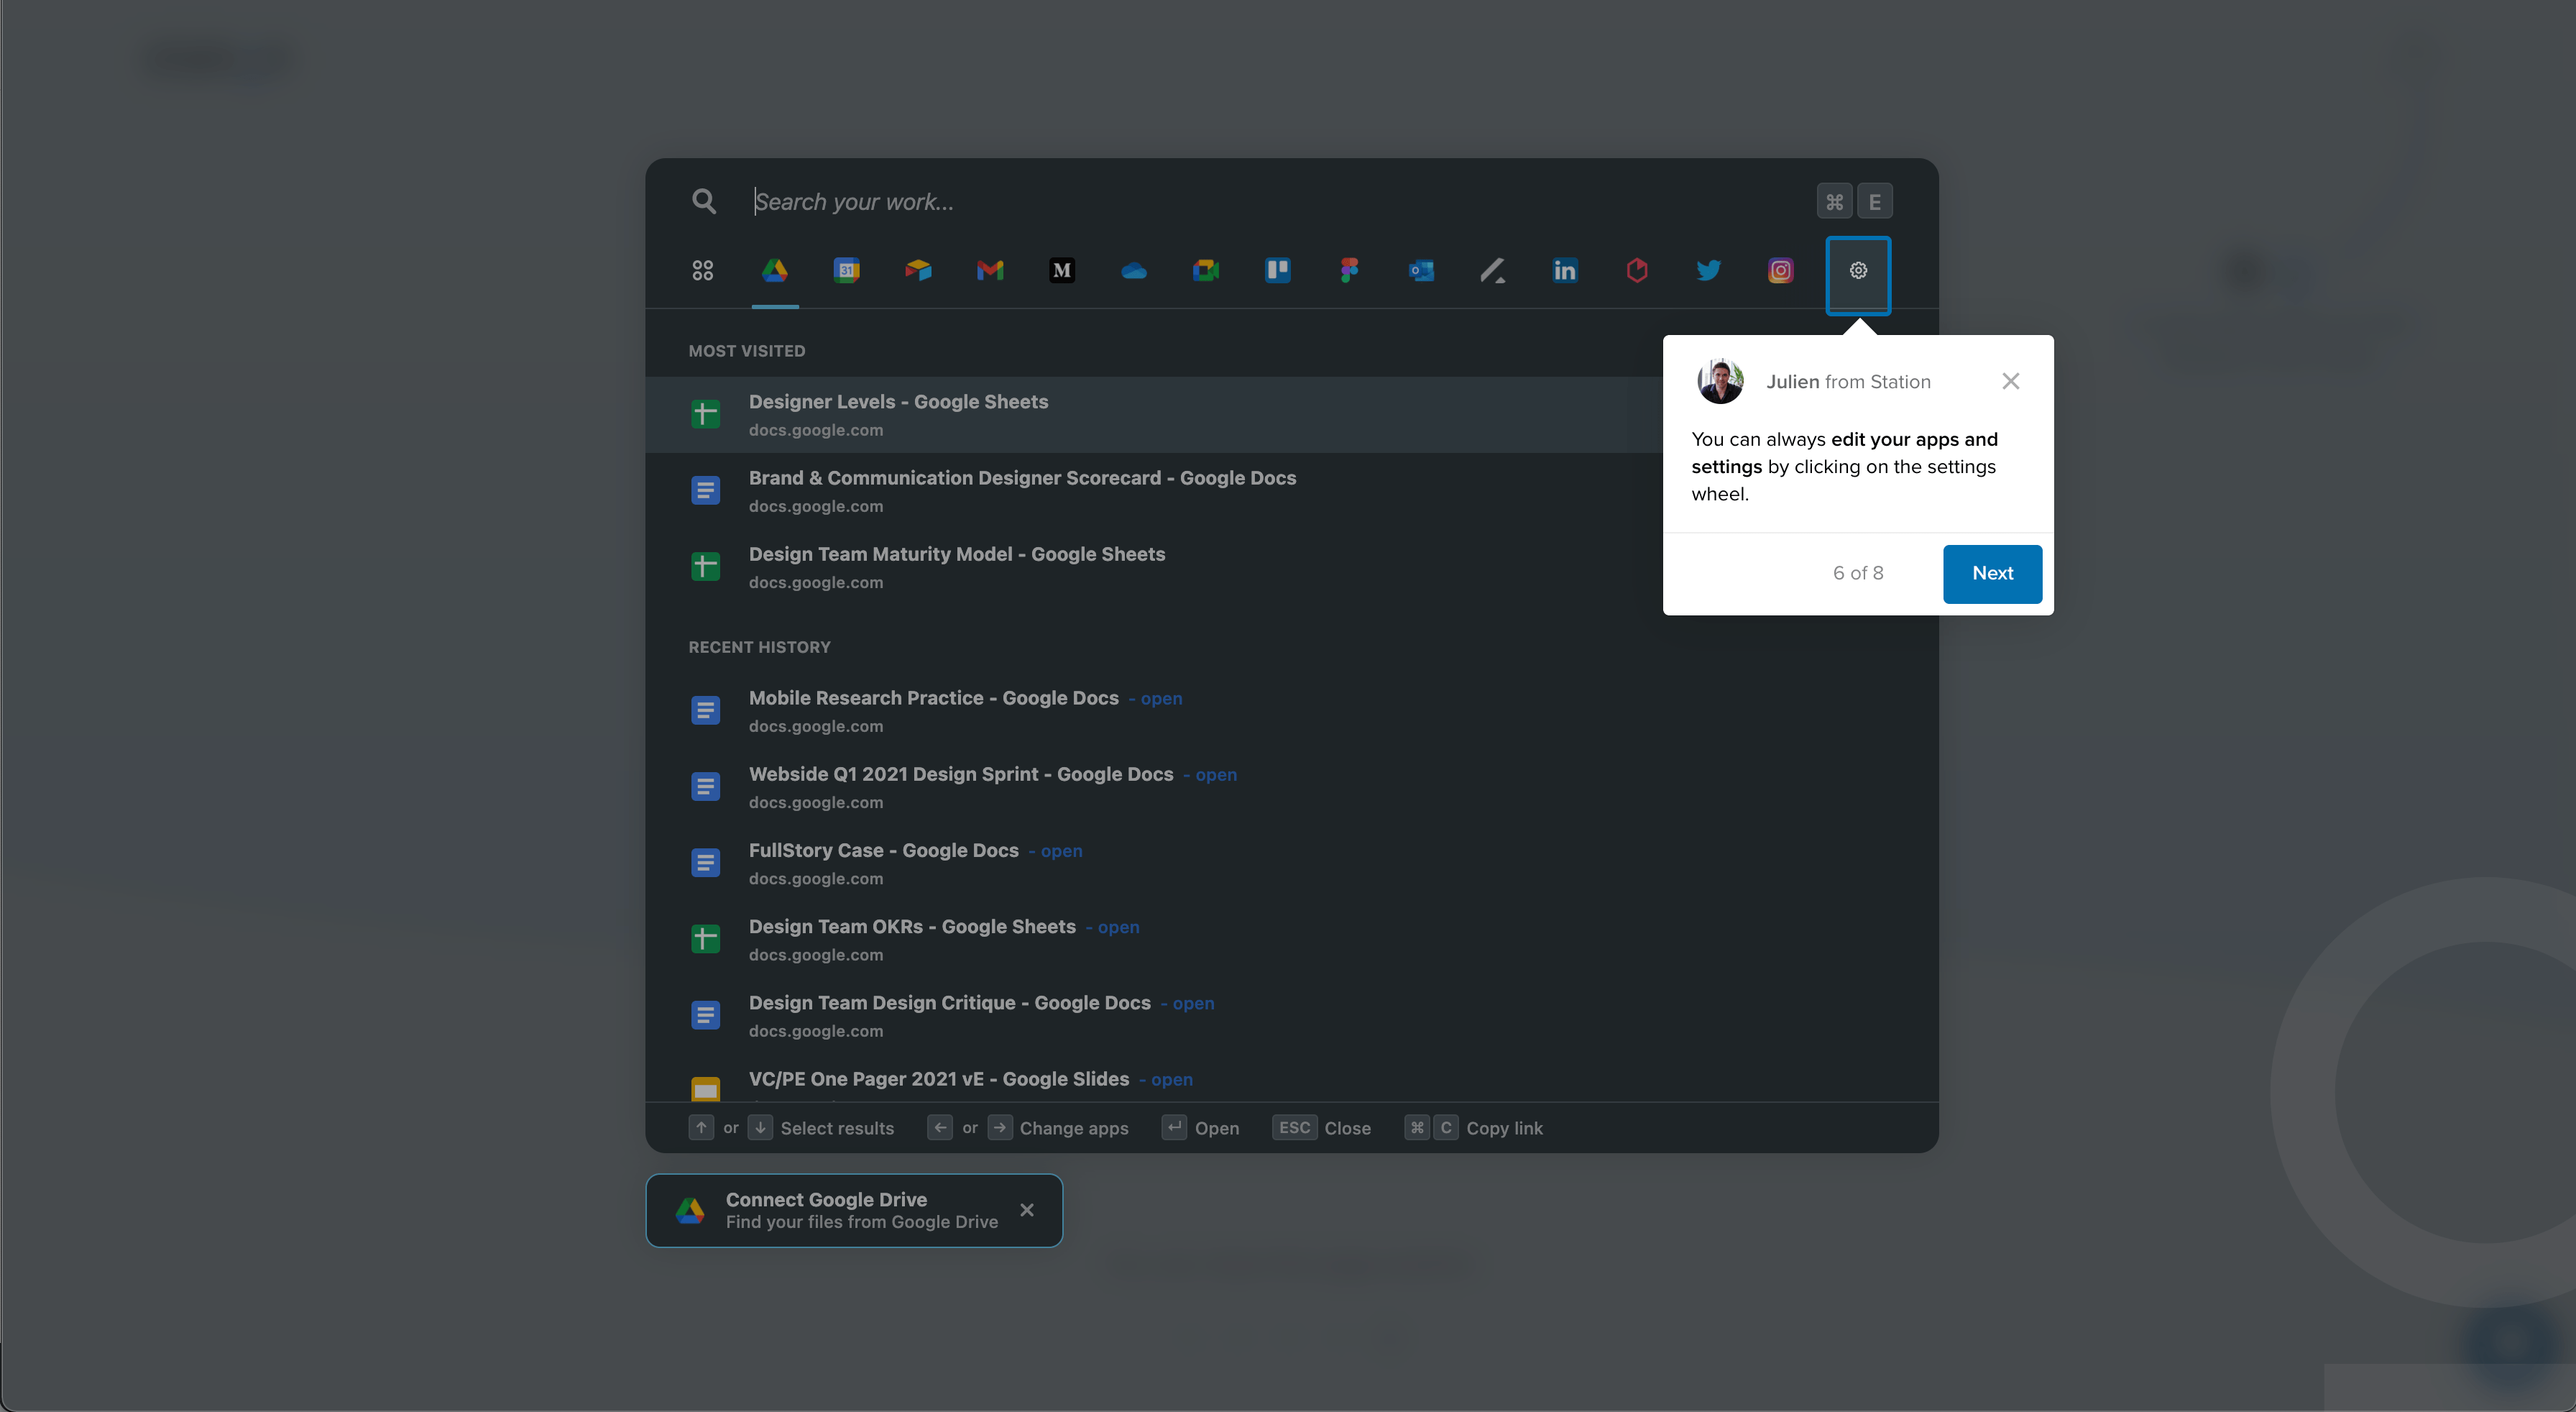 Search your work...
⌘ E
31 M O in
MOST VISITED
Designer Levels - Google Sheets
docs.google.com
Brand & Communication Designer Scorecard - Google Docs
docs.google.com
Design Team Maturity Model - Google Sheets
docs.google.com
Julien from Station
You can always edit your apps and
settings by clicking on the settings
wheel.
6 of 8
Next
RECENT HISTORY
Mobile Research Practice - Google Docs - open
docs.google.com
Webside Q1 2021 Design Sprint - Google Docs - open
docs.google.com
FullStory Case - Google Docs - open
docs.google.com
Design Team OKRs - Google Sheets - open
docs.google.com
Design Team Design Critique - Google Docs - open
docs.google.com
VC/PE One Pager 2021 vE - Google Slides - open
↑ or ↓ Select results ← or → Change apps ↵ Open ESC Close ⌘ C Copy link
Connect Google Drive
Find your files from Google Drive